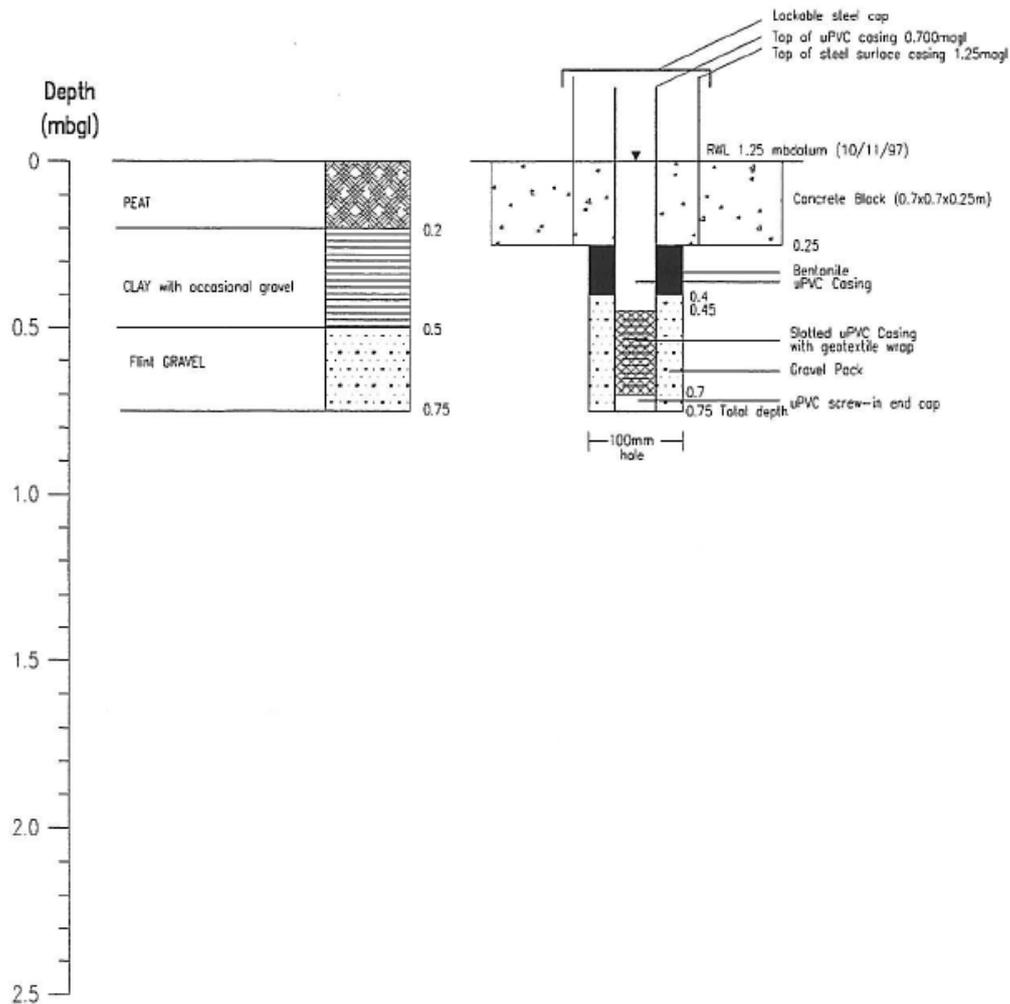 Lockable steel cap
Top of uPVC casing 0.700magl
Top of steel surface casing 1.25magl
Depth
(mbgl)
0
RWL 1.25 mbdatum (10/11/97)
PEAT
Concrete Block (0.7x0.7x0.25m)
0.2
0.25
Bentonite
uPVC Casing
CLAY with occasional gravel
0.4
0.45
0.5
0.5
Slotted uPVC Casing
with geotextile wrap
Flint GRAVEL
Gravel Pack
0.7
uPVC screw-in end cap
0.75
0.75 Total depth
100mm
hole
1.0
1.5
2.0
2.5